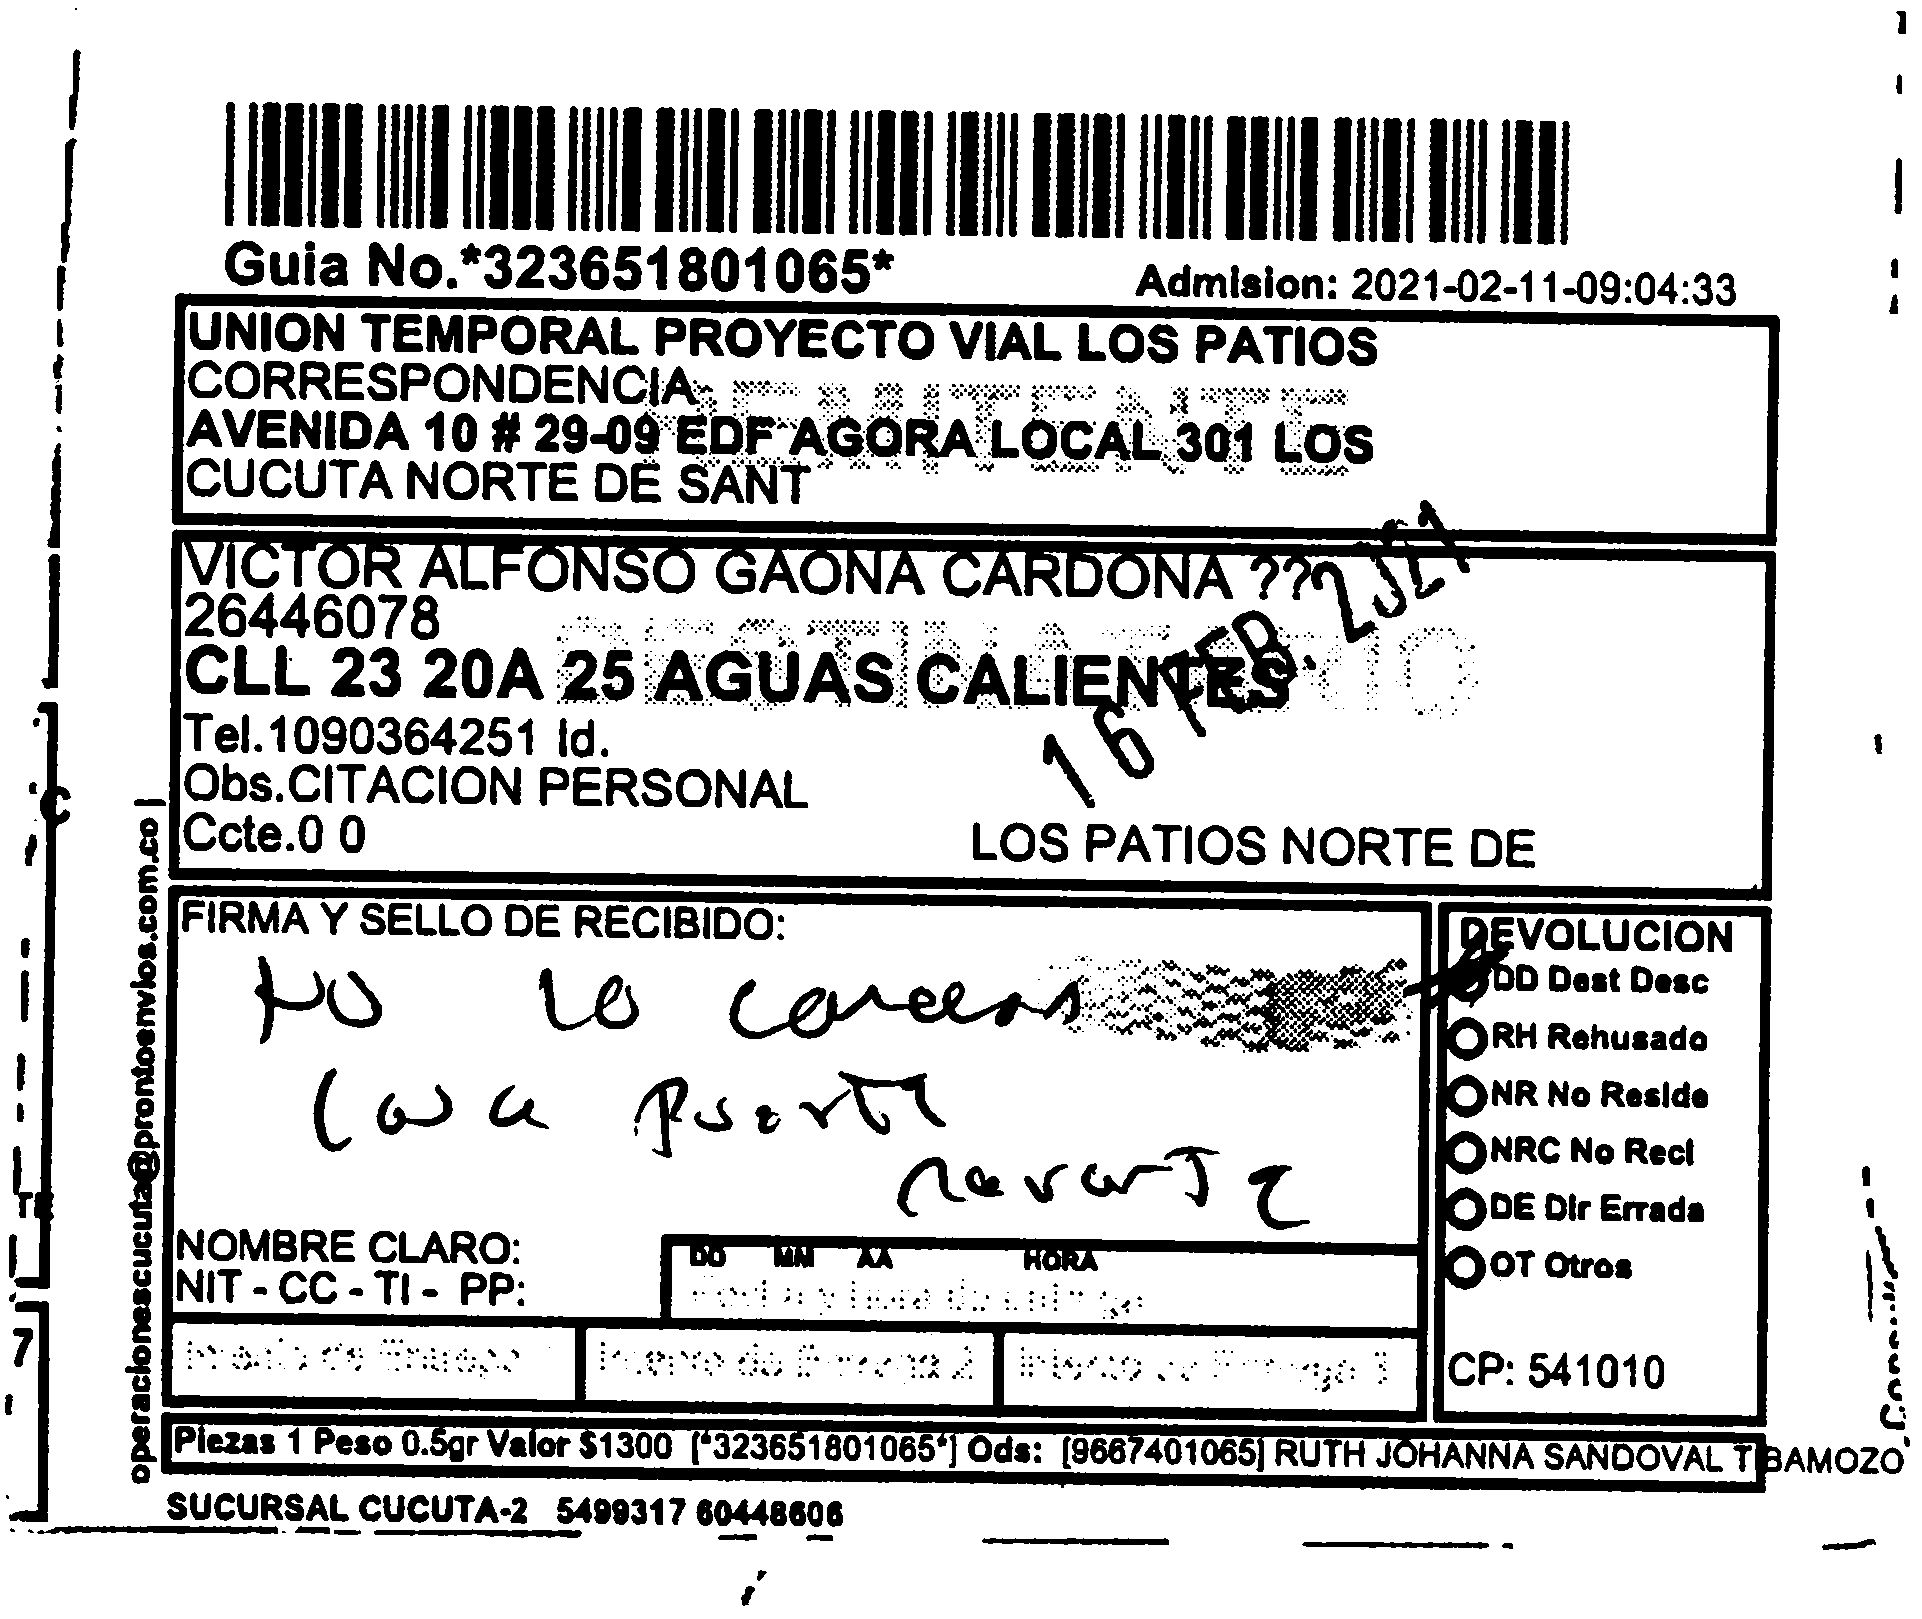 Guia No.*323651801065*
Admision: 2021-02-11-09:04:33
UNION TEMPORAL PROYECTO VIAL LOS PATIOS
CORRESPONDENCIA
REMITENTE
AVENIDA 10 # 29-09 EDF AGORA LOCAL 301 LOS
CUCUTA NORTE DE SANT
VICTOR ALFONSO GAONA CARDONA ??
26446078
DESTINATARIO
CLL 23 20A 25 AGUAS CALIENTES
16 FEB. 2021
Tel.1090364251 Id.
Obs.CITACION PERSONAL
Ccte.0 0
LOS PATIOS NORTE DE
operacionescucuta@prontoenvios.com.co |
FIRMA Y SELLO DE RECIBIDO:
No lo
casa puerta
NOMBRE CLARO:
NIT - CC - TI - PP:
DD MM AA HORA
DEVOLUCION
DD Dest Desc
RH Rehusado
NR No Reside
NRC No Recl
DE Dir Errada
OT Otros
CP: 541010
Piezas 1 Peso 0.5gr Valor $1300 [*323651801065*] Ods: [9667401065] RUTH JOHANNA SANDOVAL TIBAMOZO
SUCURSAL CUCUTA-2 5499317 60448606